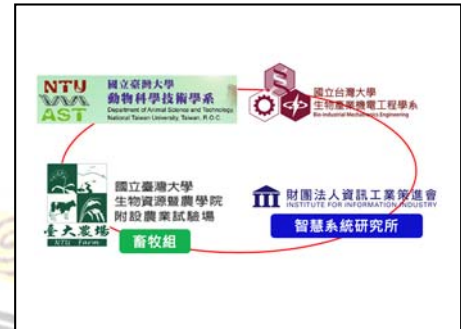 NTU
AST
國立臺灣大學
動物科學技術學系
Department of Animal Science and Technology
National Taiwan University, Taiwan, R.O.C.
國立台灣大學
生物產業機電工程學系
Bio-Industrial Mechatronics Engineering
臺大農場
NTU Farm
國立臺灣大學
生物資源暨農學院
附設農業試驗場
畜牧組
財團法人資訊工業策進會
INSTITUTE FOR INFORMATION INDUSTRY
智慧系統研究所